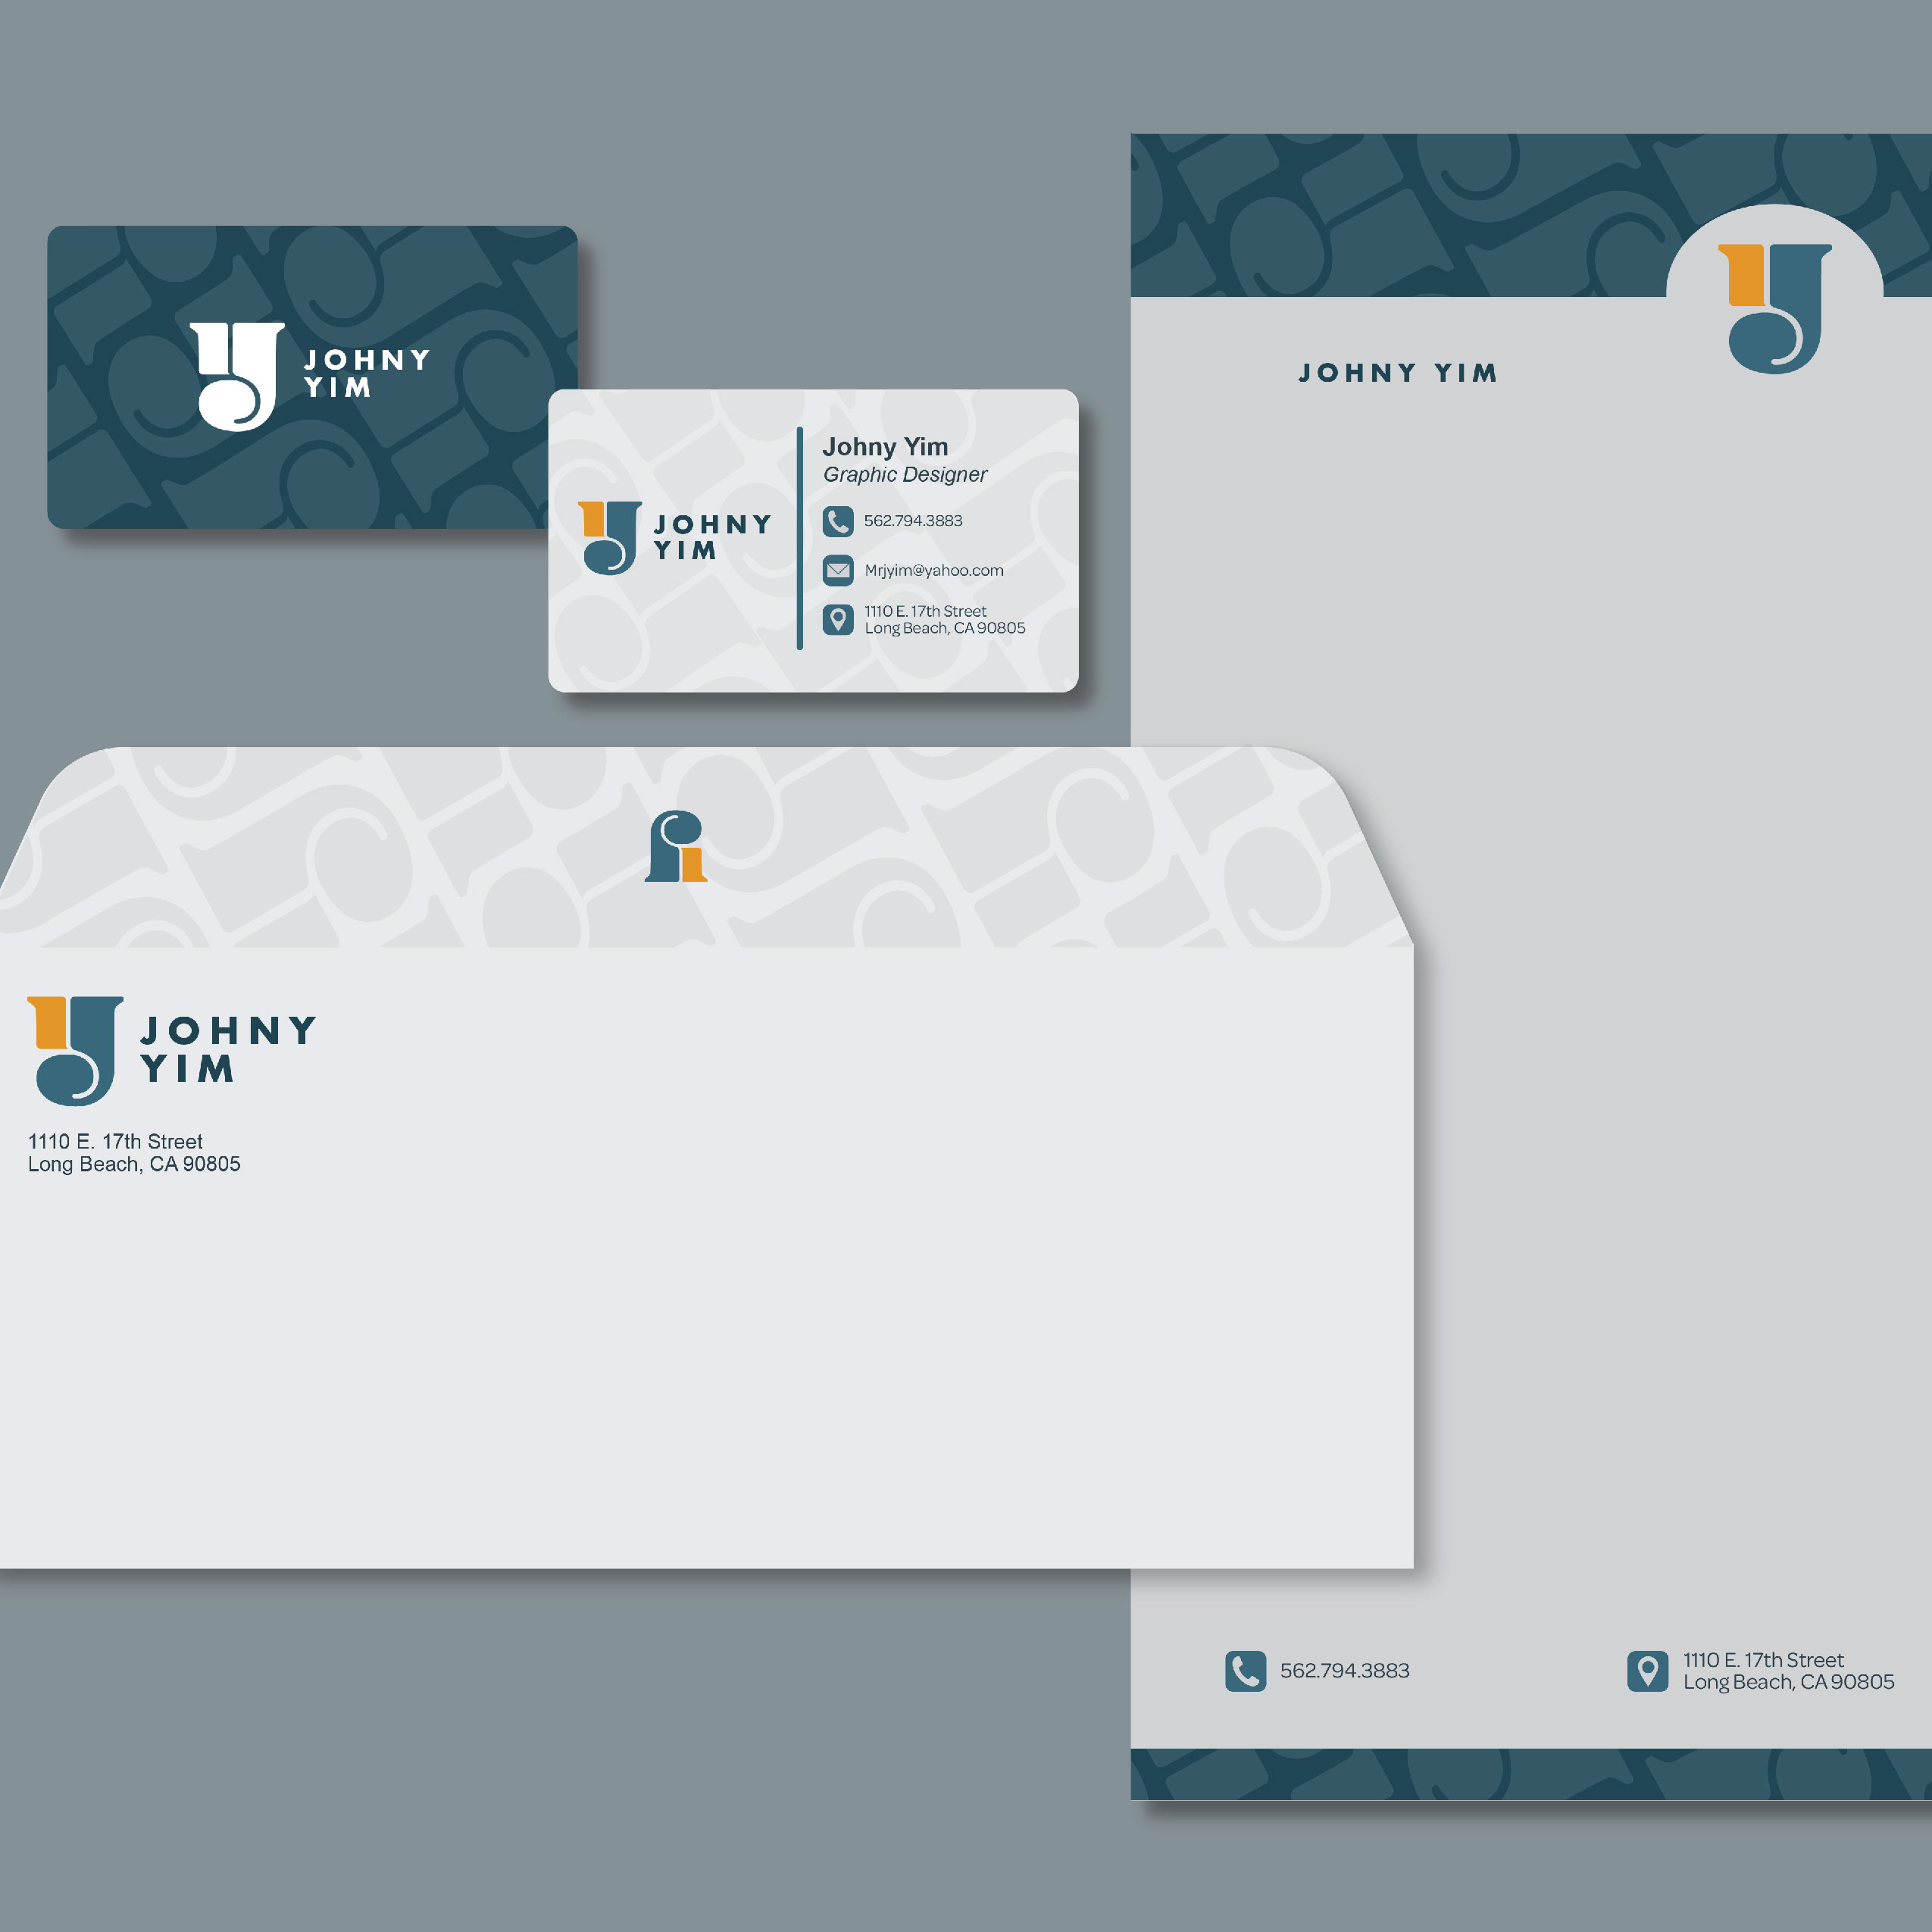 JOHNY
YIM
JOHNY
YIM
Johny Yim
Graphic Designer
562.794.3883
Mrjyim@yahoo.com
1110 E. 17th Street
Long Beach, CA 90805
JOHNY YIM
JOHNY
YIM
1110 E. 17th Street
Long Beach, CA 90805
562.794.3883
1110 E. 17th Street
Long Beach, CA 90805